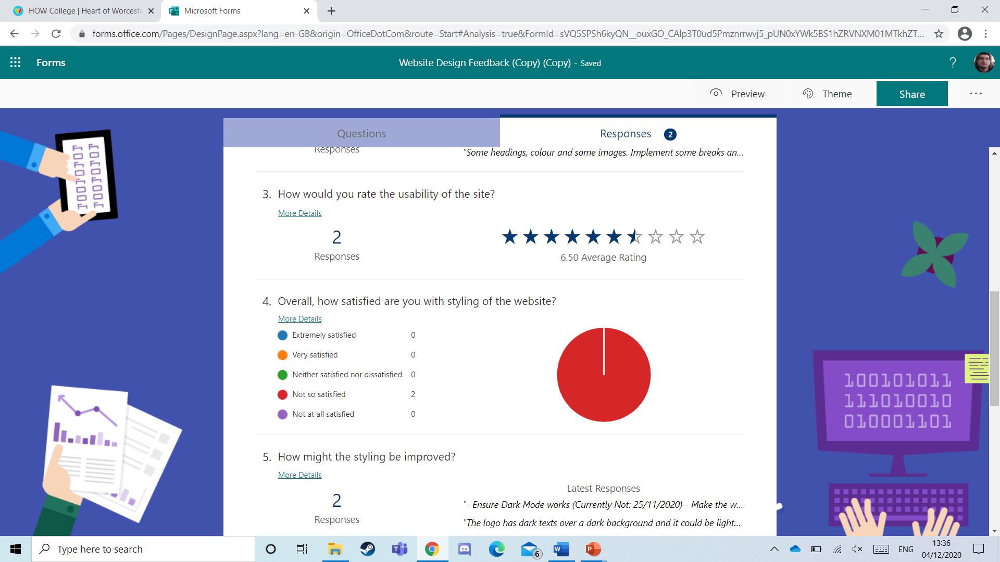 HOW College | Heart of Worceste
Microsoft Forms
forms.office.com/Pages/DesignPage.aspx?lang=en-GB&origin=OfficeDotCom&route=Start#Analysis=true&FormId=sVQ5SPSh6kyQN__ouxGO_CAlp3T0ud5Pmznrrwvj5_pUN0xYWk5BS1hZRVNXM01MTkhZT...
Forms
Website Design Feedback (Copy) (Copy) - Saved
?
Preview
Theme
Share
...
Questions
Responses 2
Responses
"Some headings, colour and some images. Implement some breaks an...
3. How would you rate the usability of the site?
More Details
2
Responses
6.50 Average Rating
4. Overall, how satisfied are you with styling of the website?
More Details
Extremely satisfied 0
Very satisfied 0
Neither satisfied nor dissatisfied 0
Not so satisfied 2
Not at all satisfied 0
5. How might the styling be improved?
More Details
2
Responses
Latest Responses
"- Ensure Dark Mode works (Currently Not: 25/11/2020) - Make the w...
"The logo has dark texts over a dark background and it could be light...
100101011
111010010
010001101
Type here to search
6
ENG
13:36
04/12/2020